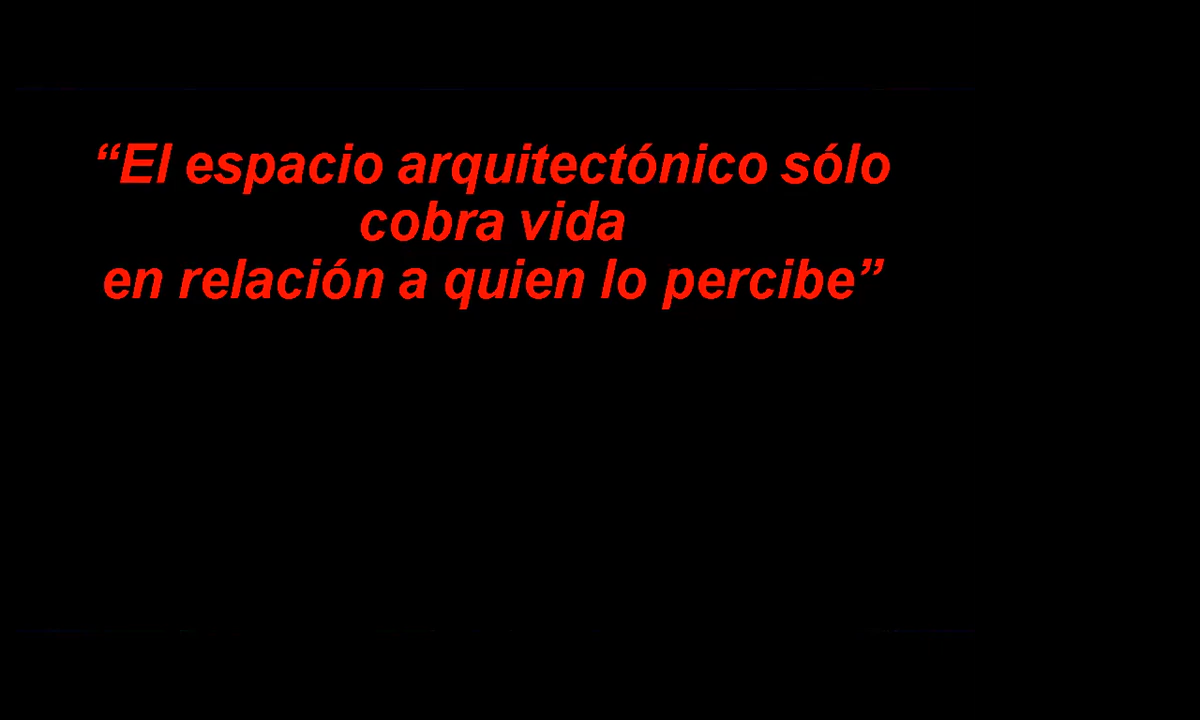 “El espacio arquitectónico sólo
cobra vida
en relación a quien lo percibe”